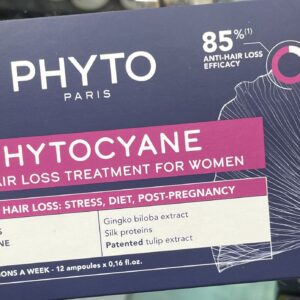 PHYTO
PARIS
85%(1)
ANTI-HAIR LOSS
EFFICACY
HYTOCYANE
AIR LOSS TREATMENT FOR WOMEN
HAIR LOSS: STRESS, DIET, POST-PREGNANCY
Gingko biloba extract
Silk proteins
Patented tulip extract
ONS A WEEK - 12 ampoules x 0.16 fl.oz.